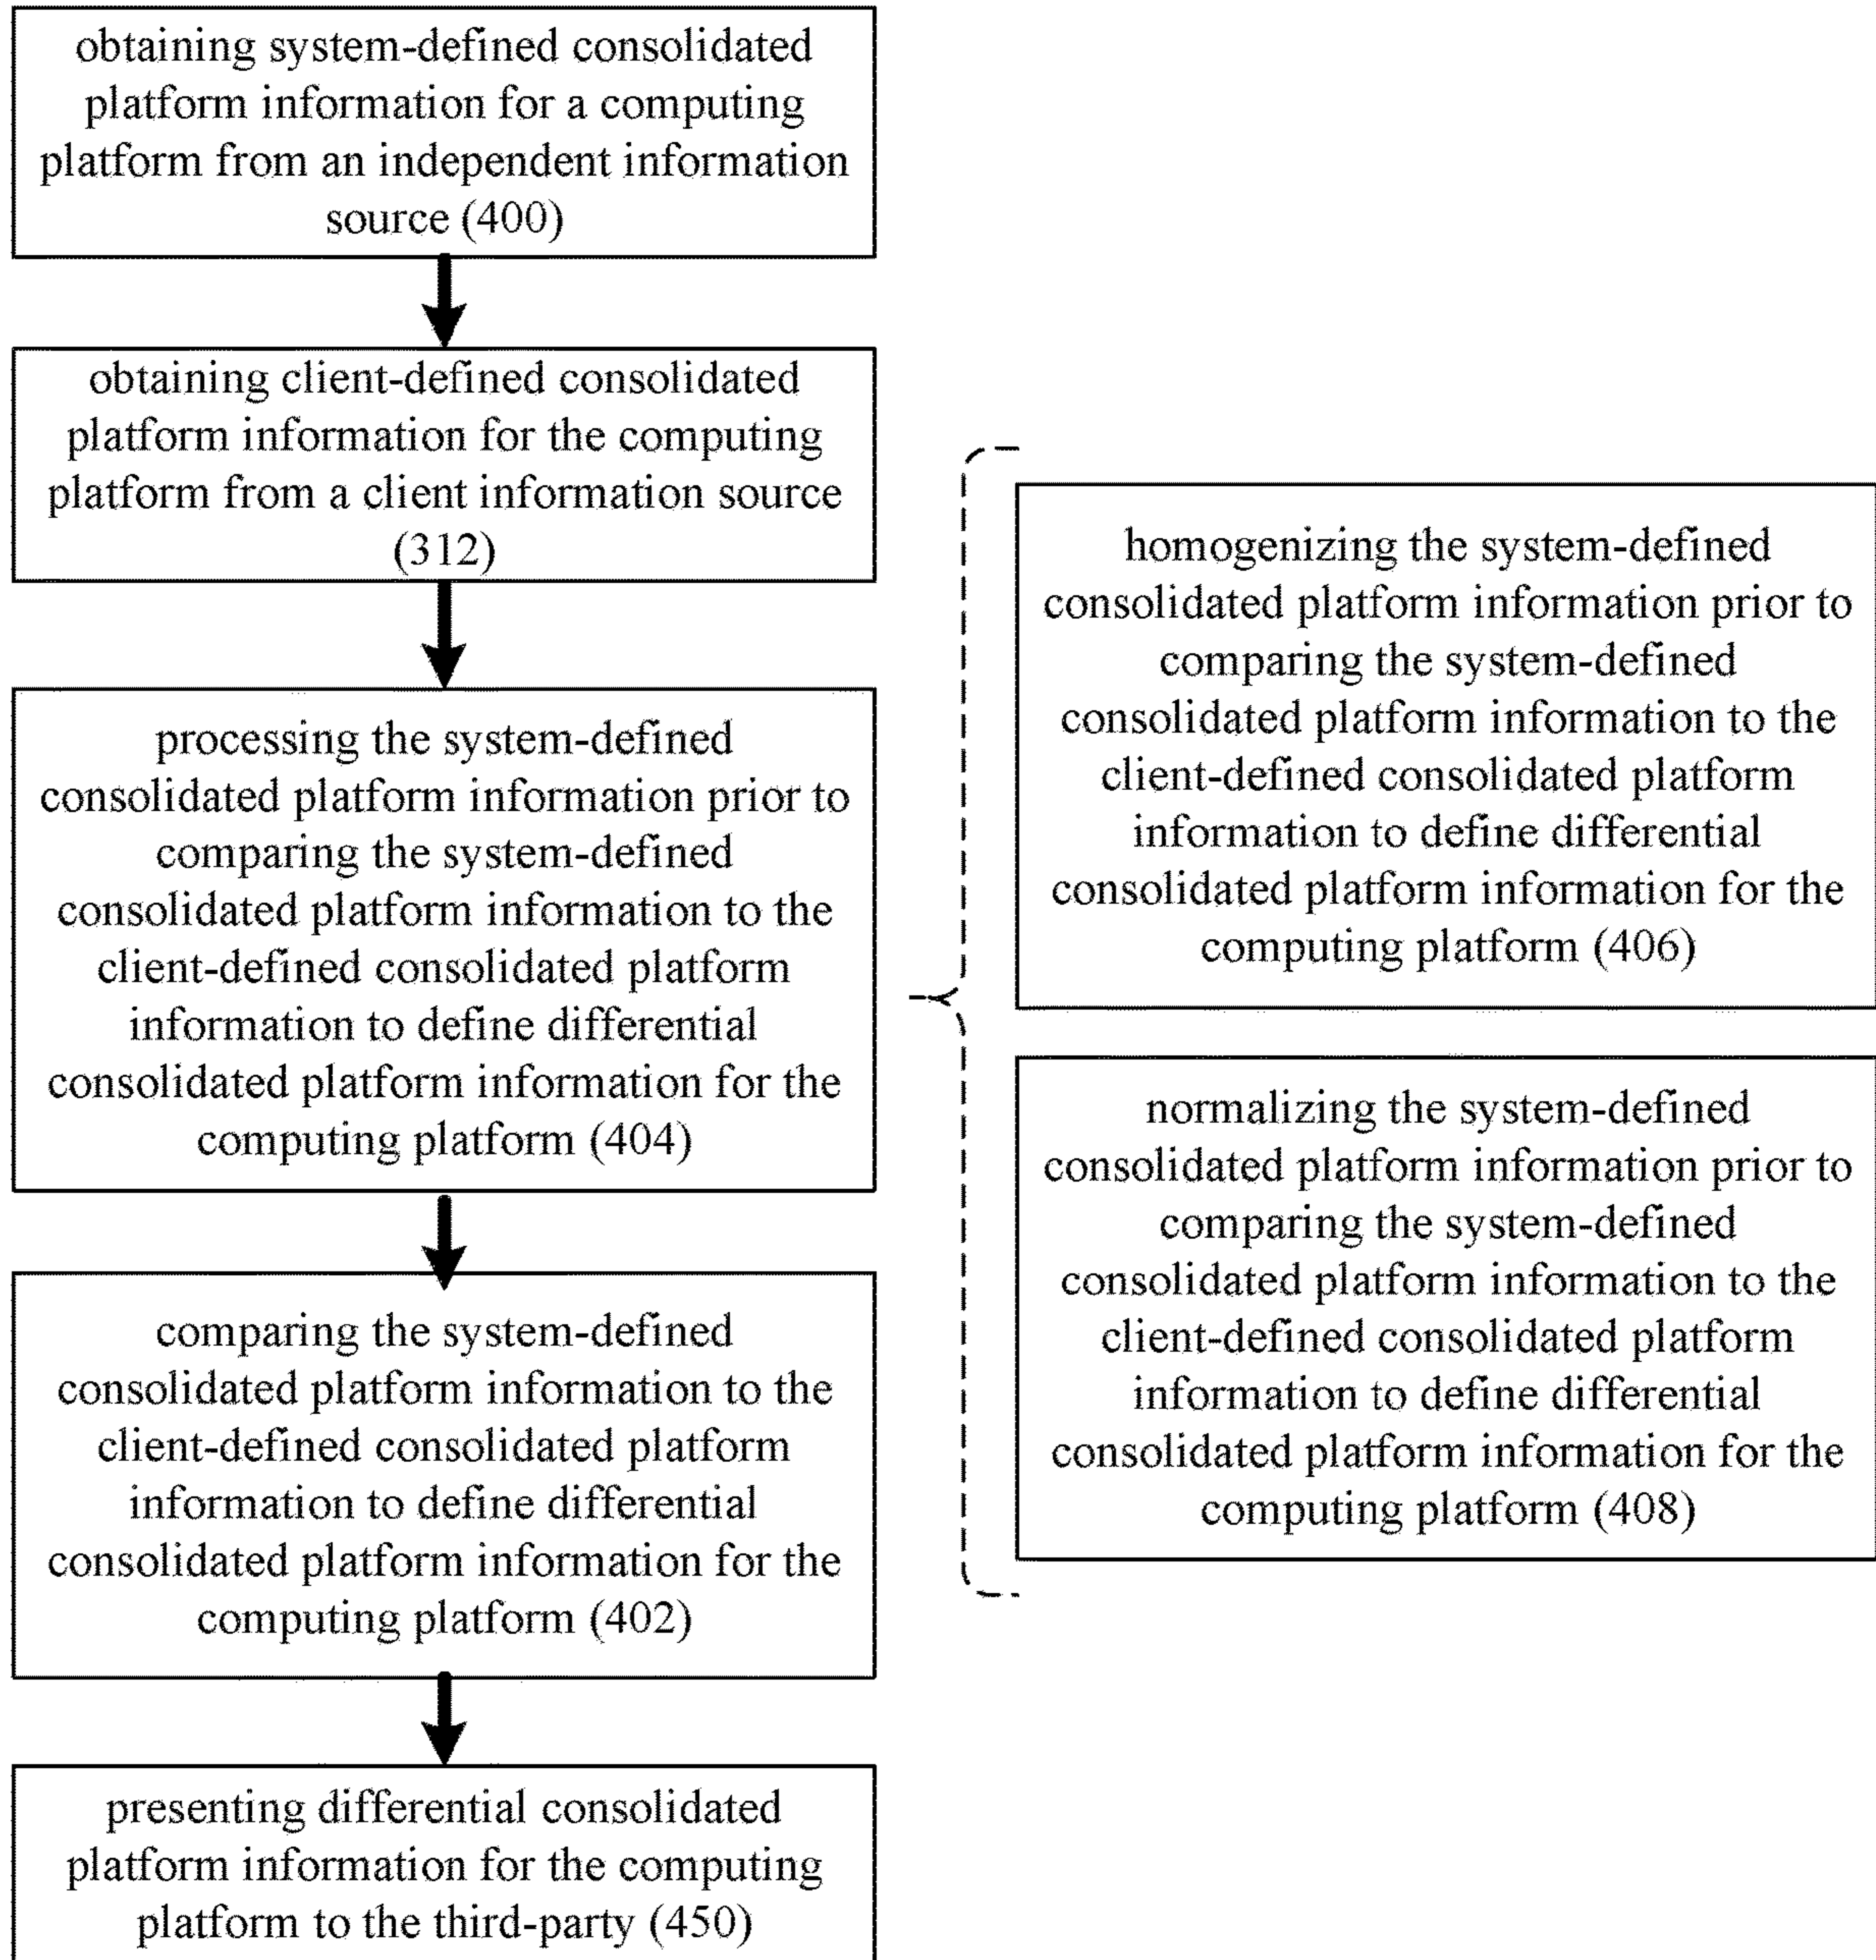 obtaining system-defined consolidated
platform information for a computing
platform from an independent information
source (400)
obtaining client-defined consolidated
platform information for the computing
platform from a client information source
(312)
processing the system-defined
consolidated platform information prior to
comparing the system-defined
consolidated platform information to the
client-defined consolidated platform
information to define differential
consolidated platform information for the
computing platform (404)
homogenizing the system-defined
consolidated platform information prior to
comparing the system-defined
consolidated platform information to the
client-defined consolidated platform
information to define differential
consolidated platform information for the
computing platform (406)
normalizing the system-defined
consolidated platform information prior to
comparing the system-defined
consolidated platform information to the
client-defined consolidated platform
information to define differential
consolidated platform information for the
computing platform (408)
comparing the system-defined
consolidated platform information to the
client-defined consolidated platform
information to define differential
consolidated platform information for the
computing platform (402)
presenting differential consolidated
platform information for the computing
platform to the third-party (450)